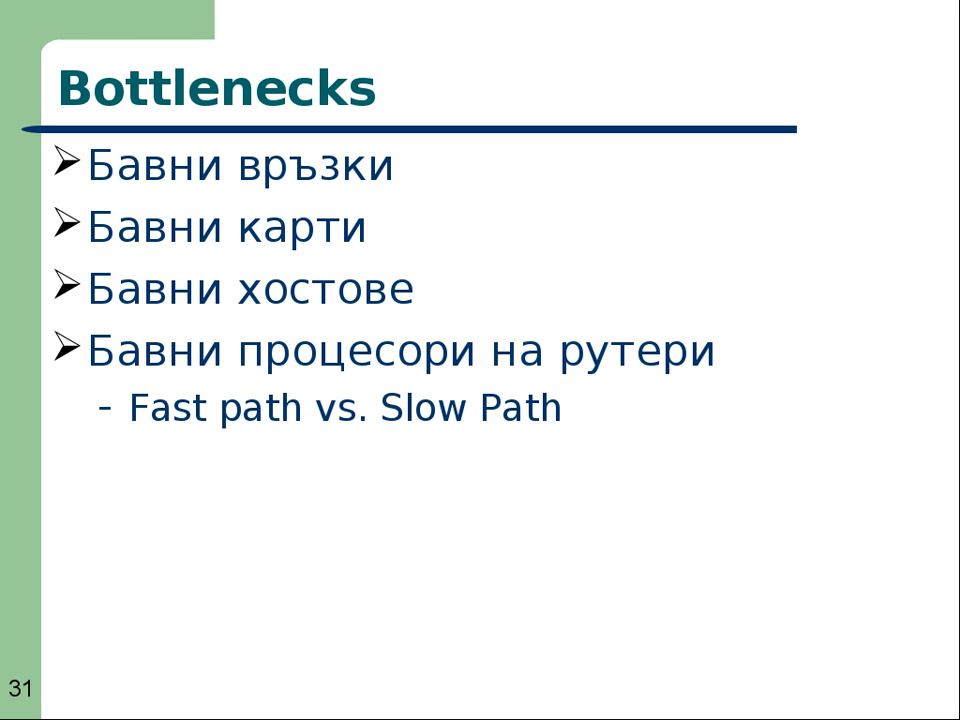 Bottlenecks
Бавни връзки
Бавни карти
Бавни хостове
Бавни процесори на рутери
- Fast path vs. Slow Path
31